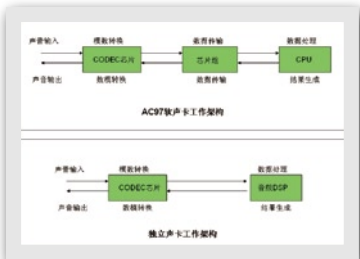 声音输入 模数转换 数据传输 数据处理
CODEC芯片 芯片组 CPU
声音输出 数模转换 数据传输 结果生成
AC97软声卡工作架构
声音输入 模数转换 数据处理
CODEC芯片 音频DSP
声音输出 数模转换 结果生成
独立声卡工作架构